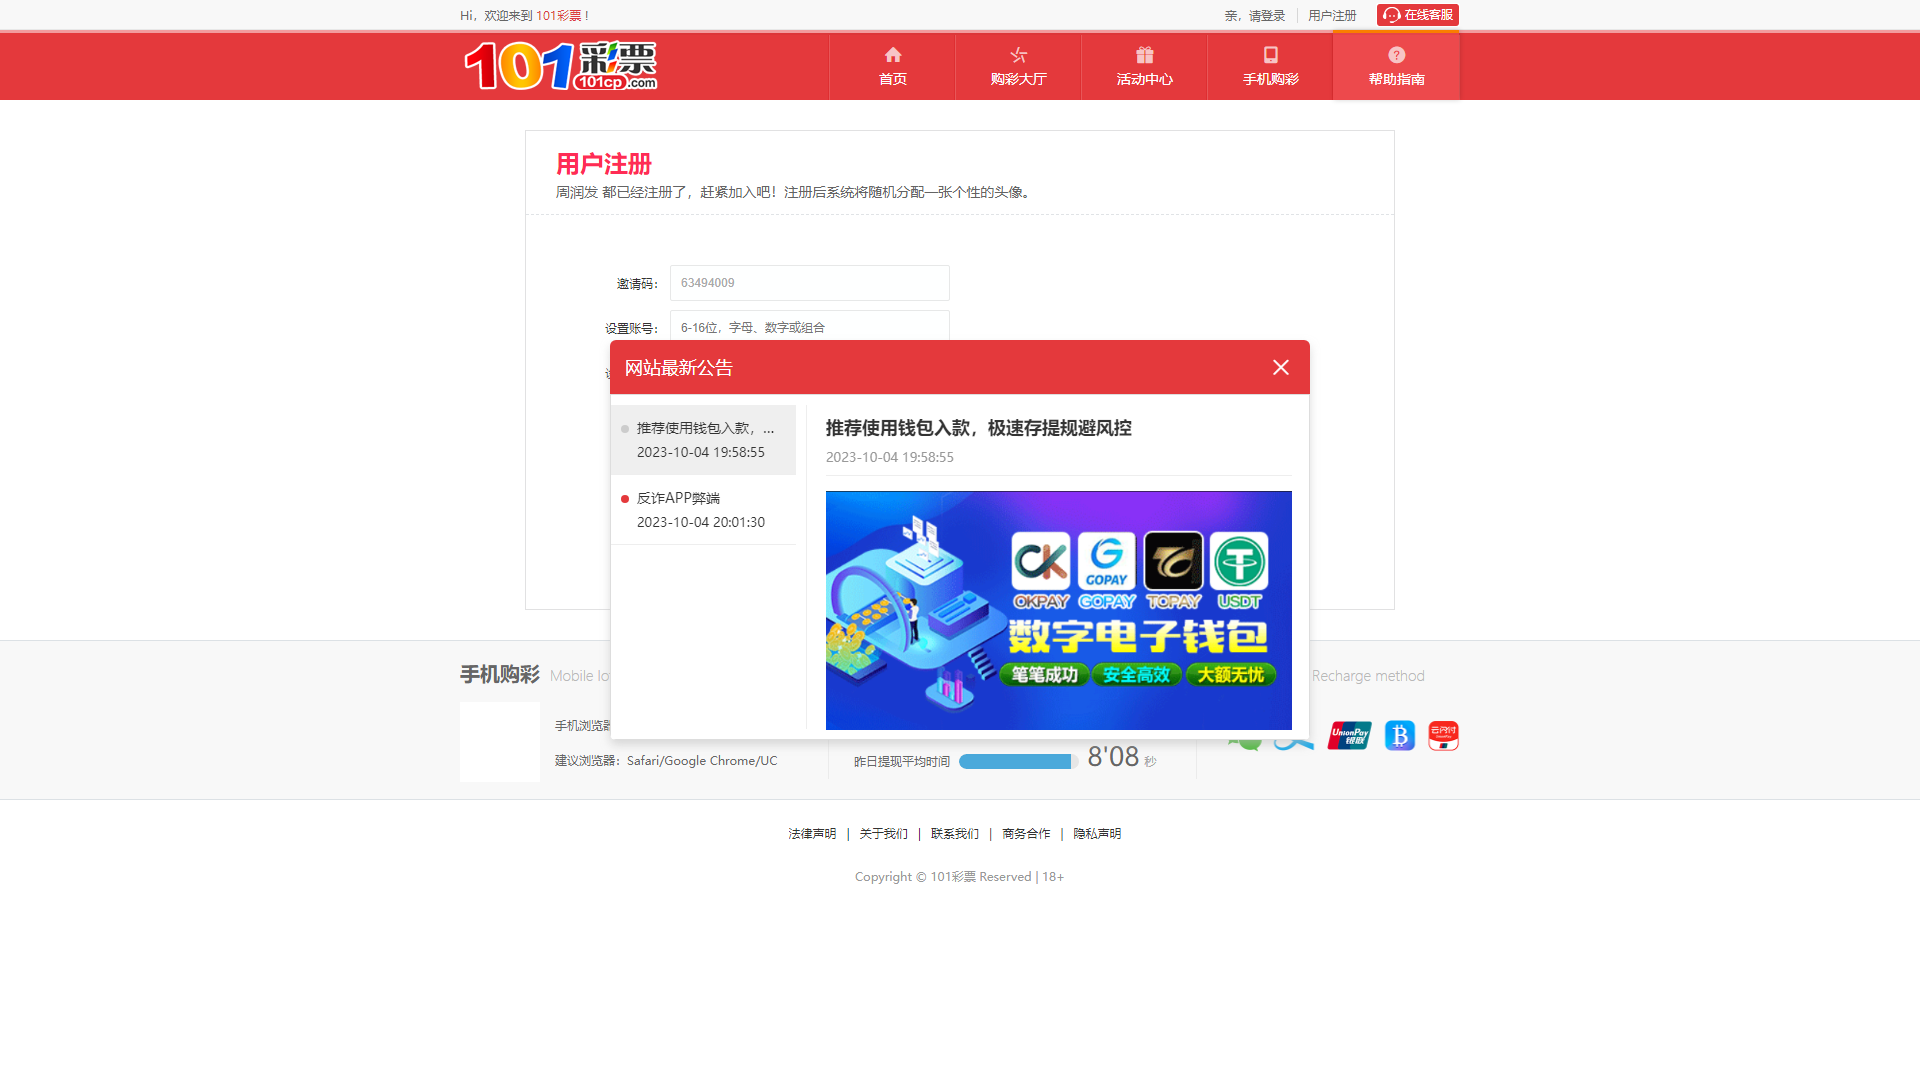 Hi，欢迎来到 101彩票！
亲，请登录
用户注册
在线客服
101彩票
101cp.com
首页
购彩大厅
活动中心
手机购彩
帮助指南
用户注册
周润发 都已经注册了，赶紧加入吧！注册后系统将随机分配一张个性的头像。
邀请码：
63494009
设置账号：
6-16位，字母、数字或组合
网站最新公告
推荐使用钱包入款，...
2023-10-04 19:58:55
反诈APP弊端
2023-10-04 20:01:30
推荐使用钱包入款，极速存提规避风控
2023-10-04 19:58:55
CK
GOPAY
OKPAY GOPAY TOPAY USDT
数字电子钱包
笔笔成功 安全高效 大额无忧
手机购彩 Mobile lo
Recharge method
手机浏览器
UnionPay
银联
云闪付
建议浏览器：Safari/Google Chrome/UC
昨日提现平均时间
8'08 秒
法律声明 | 关于我们 | 联系我们 | 商务合作 | 隐私声明
Copyright © 101彩票 Reserved | 18+